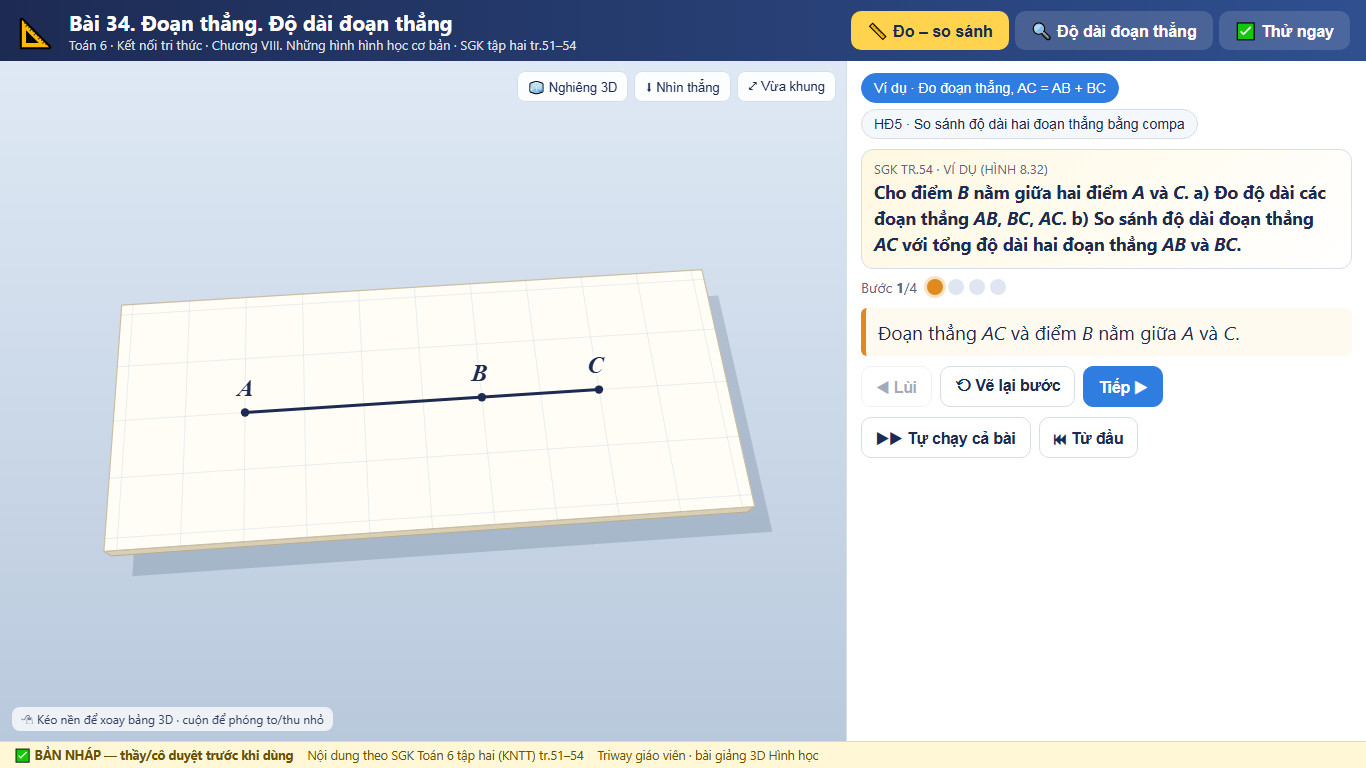 Bài 34. Đoạn thẳng. Độ dài đoạn thẳng
Toán 6 · Kết nối tri thức · Chương VIII. Những hình hình học cơ bản · SGK tập hai tr.51–54
📏 Đo – so sánh
🔍 Độ dài đoạn thẳng
✅ Thử ngay
🧊 Nghiêng 3D
⬇ Nhìn thẳng
⤢ Vừa khung
A
B
C
🖱 Kéo nền để xoay bảng 3D · cuộn để phóng to/thu nhỏ
Ví dụ · Đo đoạn thẳng, AC = AB + BC
HĐ5 · So sánh độ dài hai đoạn thẳng bằng compa
SGK TR.54 · VÍ DỤ (HÌNH 8.32)
Cho điểm B nằm giữa hai điểm A và C. a) Đo độ dài các
đoạn thẳng AB, BC, AC. b) So sánh độ dài đoạn thẳng
AC với tổng độ dài hai đoạn thẳng AB và BC.
Bước 1/4
Đoạn thẳng AC và điểm B nằm giữa A và C.
◀ Lùi
⟲ Vẽ lại bước
Tiếp ▶
▶▶ Tự chạy cả bài
⏮ Từ đầu
✅ BẢN NHÁP — thầy/cô duyệt trước khi dùng
Nội dung theo SGK Toán 6 tập hai (KNTT) tr.51–54
Triway giáo viên · bài giảng 3D Hình học